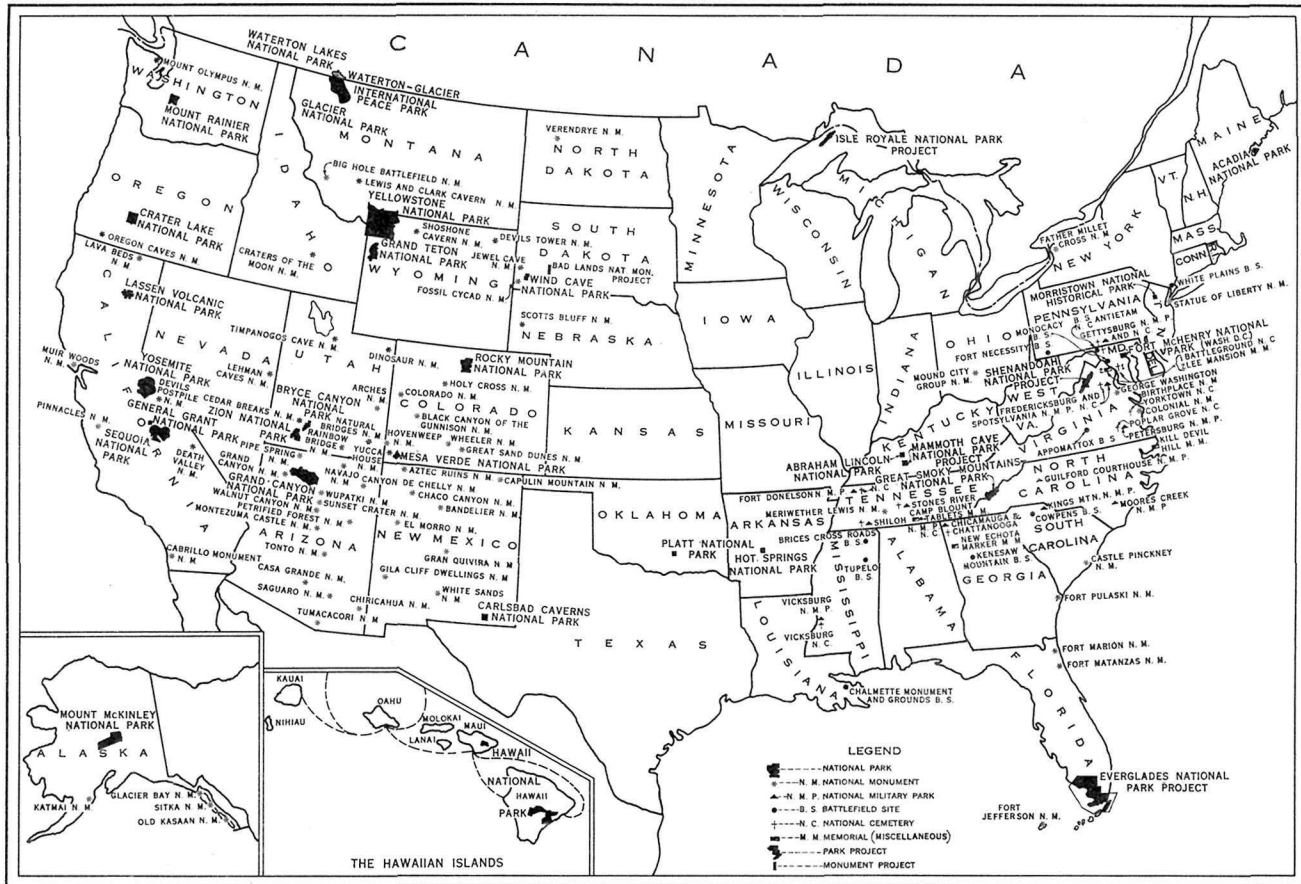 CANADA
WATERTON LAKES
NATIONAL PARK
WATERTON-GLACIER
INTERNATIONAL
PEACE PARK
GLACIER
NATIONAL PARK
MOUNT OLYMPUS N. M.
WASHINGTON
MOUNT RAINIER
NATIONAL PARK
IDAHO
MONTANA
BIG HOLE BATTLEFIELD N. M
LEWIS AND CLARK CAVERN N. M.
YELLOWSTONE
NATIONAL PARK
VERENDRYE N. M.
NORTH
DAKOTA
OREGON
CRATER LAKE
NATIONAL PARK
OREGON CAVES N. M.
LAVA BEDS
N. M.
CRATERS OF THE
MOON N. M.
SHOSHONE
CAVERN N. M.
DEVILS TOWER N. M.
GRAND TETON
NATIONAL PARK
JEWEL CAVE
N. M.
WYOMING
FOSSIL CYCAD N. M.
SOUTH
DAKOTA
BAD LANDS NAT. MON.
PROJECT
WIND CAVE
NATIONAL PARK
SCOTTS BLUFF N. M.
NEBRASKA
MINNESOTA
WISCONSIN
MICHIGAN
ISLE ROYALE NATIONAL PARK
PROJECT
IOWA
ILLINOIS
INDIANA
OHIO
MISSOURI
KANSAS
MAINE
ACADIA
NATIONAL PARK
VT.
N.H.
MASS
CONN
R.I.
NEW YORK
FATHER MILLET
CROSS N. M
WHITE PLAINS B. S.
STATUE OF LIBERTY N. M.
MORRISTOWN NATIONAL
HISTORICAL PARK
PENNSYLVANIA
MONOCACY
B. S.
ANTIETAM
B. S.
N. C.
GETTYSBURG N. M. P.
AND N. C.
FORT NECESSITY B. S.
MOUND CITY
GROUP N. M.
SHENANDOAH
NATIONAL PARK
PROJECT
MD.
FORT MCHENRY NATIONAL
PARK
(WASH. D.C)
BATTLEGROUND N. C
LEE MANSION M. M.
GEORGE WASHINGTON
BIRTHPLACE N. M
YORKTOWN N. C
COLONIAL N. M.
POPLAR GROVE N. C.
PETERSBURG N. M. P.
KILL DEVIL
HILL M. M.
FREDERICKSBURG AND
SPOTSYLVANIA N. M. P.
N. C.
APPOMATTOX B. S
WEST
VA.
VIRGINIA
KENTUCKY
MAMMOTH CAVE
NATIONAL PARK
PROJECT
ABRAHAM LINCOLN
NATIONAL PARK
GREAT SMOKY MOUNTAINS
NATIONAL PARK
NORTH
CAROLINA
GUILFORD COURTHOUSE N. M. P.
LASSEN VOLCANIC
NATIONAL PARK
CALIFORNIA
NEVADA
UTAH
TIMPANOGOS CAVE N. M.
LEHMAN
CAVES N. M.
DINOSAUR N. M.
ROCKY MOUNTAIN
NATIONAL PARK
HOLY CROSS N. M.
COLORADO N. M.
COLORADO
BLACK CANYON OF THE
GUNNISON N. M.
WHEELER N. M.
GREAT SAND DUNES N. M.
HOVENWEEP
N. M.
MESA VERDE NATIONAL PARK
YUCCA
HOUSE
N. M.
ARCHES
N. M.
NATURAL
BRIDGES N. M
RAINBOW
BRIDGE
N. M
BRYCE CANYON
NATIONAL
PARK
CEDAR BREAKS N. M.
ZION NATIONAL
PARK
PIPE SPRING
N. M.
MUIR WOODS
N. M.
YOSEMITE
NATIONAL PARK
DEVILS
POSTPILE
N. M.
GENERAL GRANT
NATIONAL PARK
PINNACLES N. M.
SEQUOIA
NATIONAL
PARK
DEATH
VALLEY
N. M.
GRAND
CANYON N. M.
GRAND CANYON
NATIONAL PARK
NAVAJO
N. M.
CANYON DE CHELLY N. M.
AZTEC RUINS N. M.
CAPULIN MOUNTAIN N. M.
CHACO CANYON N. M.
BANDELIER N. M.
WUPATKI N. M.
SUNSET CRATER N. M.
WALNUT CANYON N. M.
PETRIFIED FOREST N. M.
MONTEZUMA CASTLE N. M.
ARIZONA
TONTO N. M.
EL MORRO N. M.
NEW MEXICO
GRAN QUIVIRA N. M.
GILA CLIFF DWELLINGS N. M
WHITE SANDS
N. M
CARLSBAD CAVERNS
NATIONAL PARK
CABRILLO MONUMENT
N. M.
CASA GRANDE N. M.
SAGUARO N. M.
CHIRICAHUA N. M.
TUMACACORI N. M
TEXAS
OKLAHOMA
PLATT NATIONAL
PARK
ARKANSAS
HOT SPRINGS
NATIONAL PARK
FORT DONELSON N. M. P.
N. C.
TENNESSEE
MERIWETHER LEWIS N. M.
STONES RIVER
CAMP BLOUNT
TABLETS M. M.
SHILOH
N. M. P.
N. C.
CHICAMAUGA &
CHATTANOOGA
NEW ECHOTA
MARKER M M
KENESAW
MOUNTAIN B. S.
KINGS MTN. N. M. P.
COWPENS B. S.
MOORES CREEK
N. M. P
SOUTH
CAROLINA
CASTLE PINCKNEY
N. M.
GEORGIA
FORT PULASKI N. M.
BRICES CROSS ROADS
B. S.
TUPELO
B. S.
MISSISSIPPI
ALABAMA
VICKSBURG
N. M. P.
VICKSBURG
N. C.
LOUISIANA
CHALMETTE MONUMENT
AND GROUNDS B. S.
FLORIDA
FORT MARION N. M.
FORT MATANZAS N. M.
EVERGLADES NATIONAL
PARK PROJECT
FORT
JEFFERSON N. M.
MOUNT McKINLEY
NATIONAL PARK
ALASKA
KATMAI N. M.
GLACIER BAY N. M.
SITKA N. M.
OLD KASAAN N. M.
KAUAI
NIHIAU
OAHU
MOLOKAI
LANAI
MAUI
HAWAII
NATIONAL
HAWAII
PARK
THE HAWAIIAN ISLANDS
LEGEND
NATIONAL PARK
N. M. NATIONAL MONUMENT
N. M. P. NATIONAL MILITARY PARK
B. S. BATTLEFIELD SITE
N. C. NATIONAL CEMETERY
M. M. MEMORIAL (MISCELLANEOUS)
PARK PROJECT
MONUMENT PROJECT